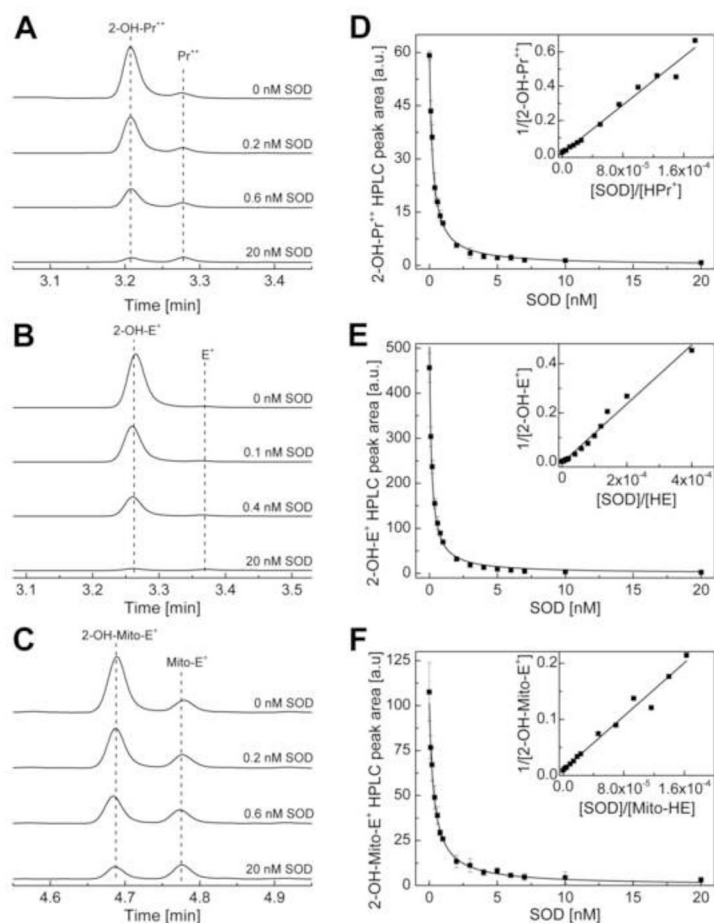 A
2-OH-Pr⁺⁺
Pr⁺⁺
0 nM SOD
0.2 nM SOD
0.6 nM SOD
20 nM SOD
3.1 3.2 3.3 3.4
Time [min]
B
2-OH-E⁺
E⁺
0 nM SOD
0.1 nM SOD
0.4 nM SOD
20 nM SOD
3.1 3.2 3.3 3.4 3.5
Time [min]
C
2-OH-Mito-E⁺
Mito-E⁺
0 nM SOD
0.2 nM SOD
0.6 nM SOD
20 nM SOD
4.6 4.7 4.8 4.9
Time [min]
D
2-OH-Pr⁺⁺ HPLC peak area [a.u.]
60
45
30
15
0
0 5 10 15 20
SOD [nM]
1/[2-OH-Pr⁺⁺]
0.6
0.4
0.2
0.0
0.0 8.0x10⁻⁵ 1.6x10⁻⁴
[SOD]/[HPr⁺]
E
2-OH-E⁺ HPLC peak area [a.u.]
500
400
300
200
100
0
0 5 10 15 20
SOD [nM]
1/[2-OH-E⁺]
0.4
0.2
0.0
0 2x10⁻⁴ 4x10⁻⁴
[SOD]/[HE]
F
2-OH-Mito-E⁺ HPLC peak area [a.u]
125
100
75
50
25
0
0 5 10 15 20
SOD [nM]
1/[2-OH-Mito-E⁺]
0.2
0.1
0.0
0.0 8.0x10⁻⁵ 1.6x10⁻⁴
[SOD]/[Mito-HE]